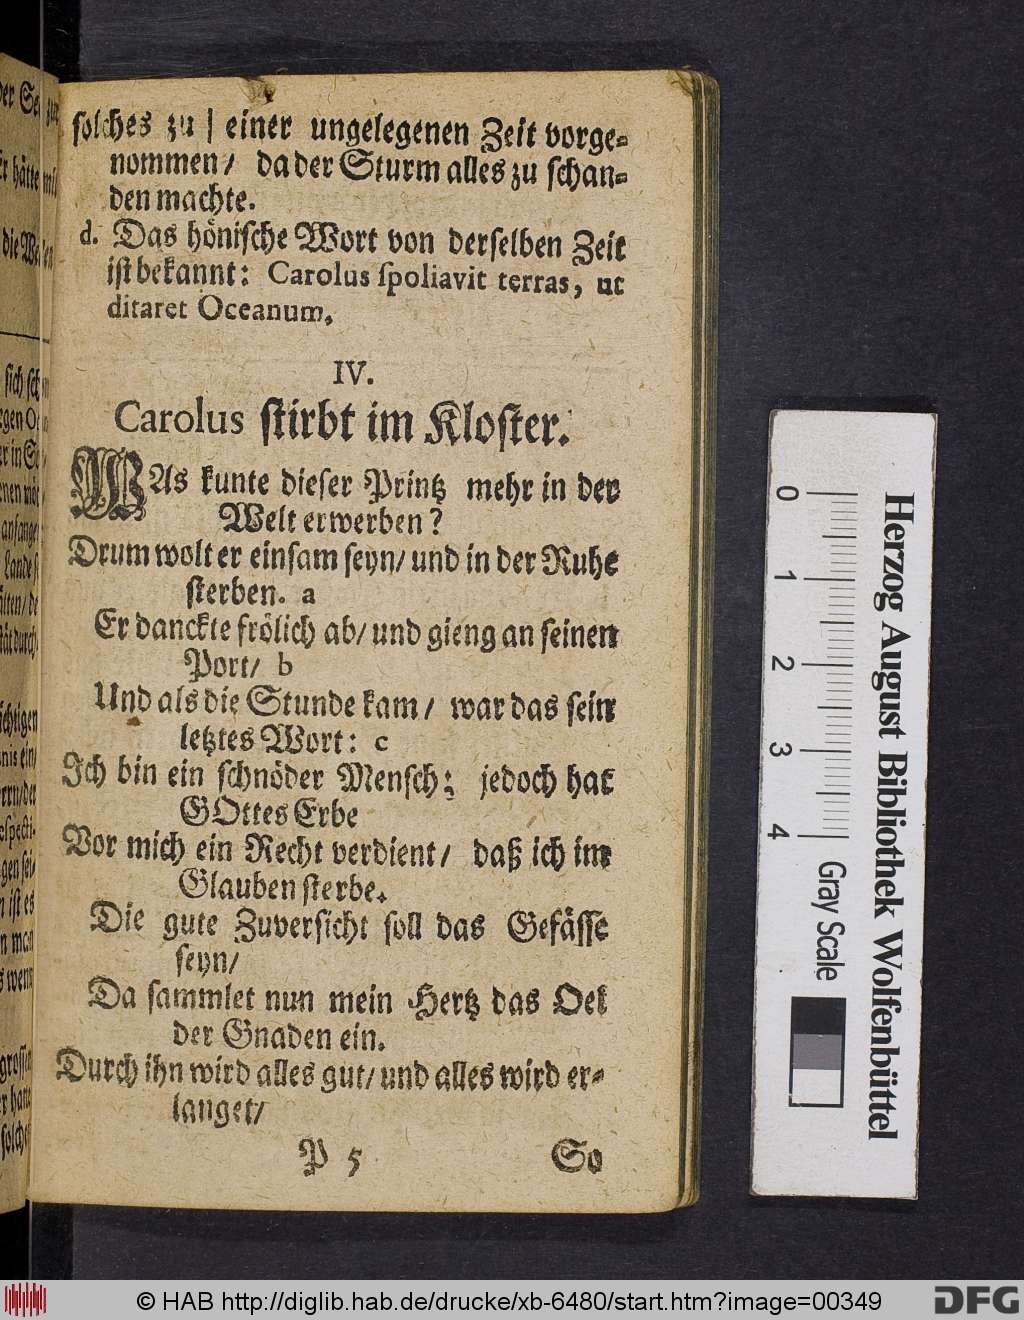 solches zu | einer ungelegenen Zeit vorge=
nommen/ da der Sturm alles zu schan=
den machte.
d. Das hönische Wort von derselben Zeit
ist bekannt: Carolus spoliavit terras, ut
ditaret Oceanum.
IV.
Carolus stirbt im Kloster.
WAs kunte dieser Printz mehr in der
Welt erwerben?
Drum wolt er einsam seyn/ und in der Ruhe
sterben. a
Er danckte frölich ab/ und gieng an seinen
Port/ b
Und als die Stunde kam/ war das sein
letztes Wort: c
Ich bin ein schnöder Mensch; jedoch hat
GOttes Erbe
Vor mich ein Recht verdient/ daß ich im
Glauben sterbe.
Die gute Zuversicht soll das Gefässe
seyn/
Da sammlet nun mein Hertz das Oel
der Gnaden ein.
Durch ihn wird alles gut/ und alles wird er=
langet/
P 5 So
Herzog August Bibliothek Wolfenbüttel
0 1 2 3 4
Gray Scale
© HAB http://diglib.hab.de/drucke/xb-6480/start.htm?image=00349
DFG